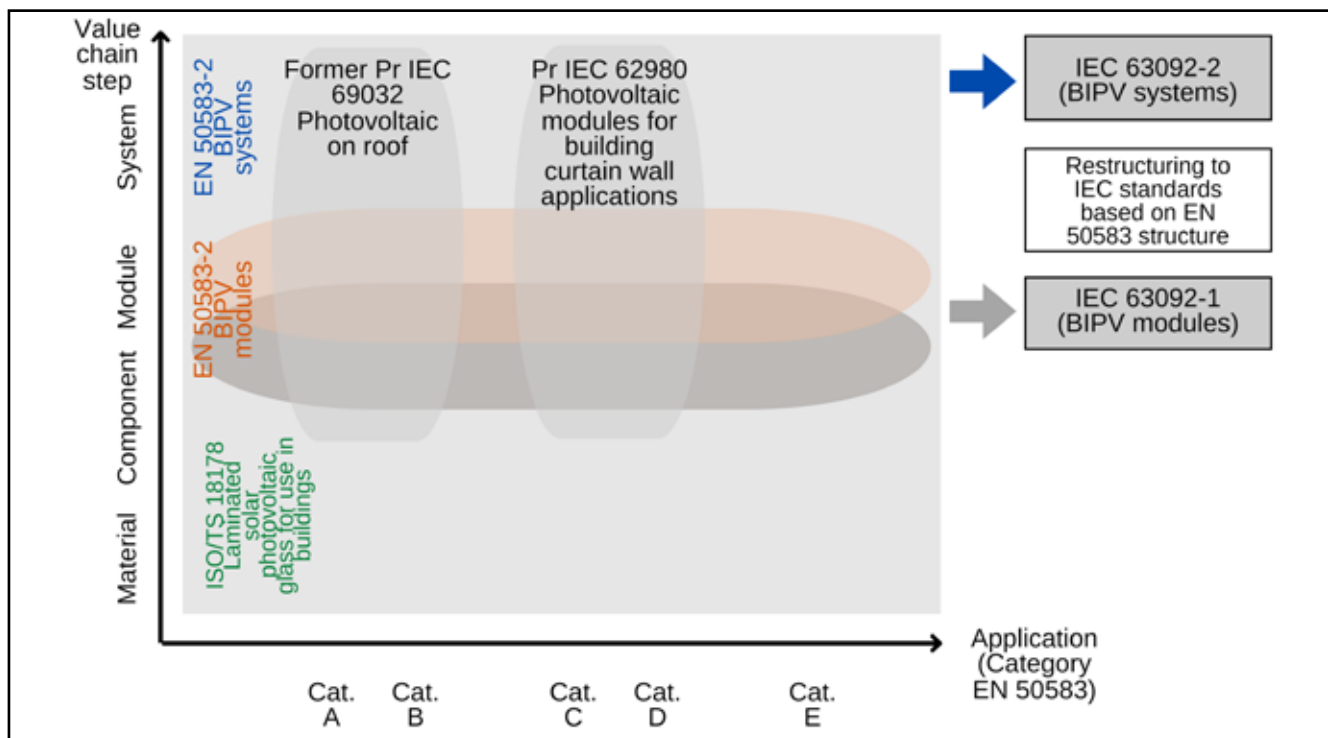 Value
chain
step
System
Module
Component
Material
EN 50583-2
BIPV
systems
EN 50583-2
BIPV
modules
ISO/TS 18178
Laminated
solar
photovoltaic
glass for use in
buildings
Former Pr IEC
69032
Photovoltaic
on roof
Pr IEC 62980
Photovoltaic
modules for
building
curtain wall
applications
IEC 63092-2
(BIPV systems)
Restructuring to
IEC standards
based on EN
50583 structure
IEC 63092-1
(BIPV modules)
Application
(Category
EN 50583)
Cat.
A
Cat.
B
Cat.
C
Cat.
D
Cat.
E